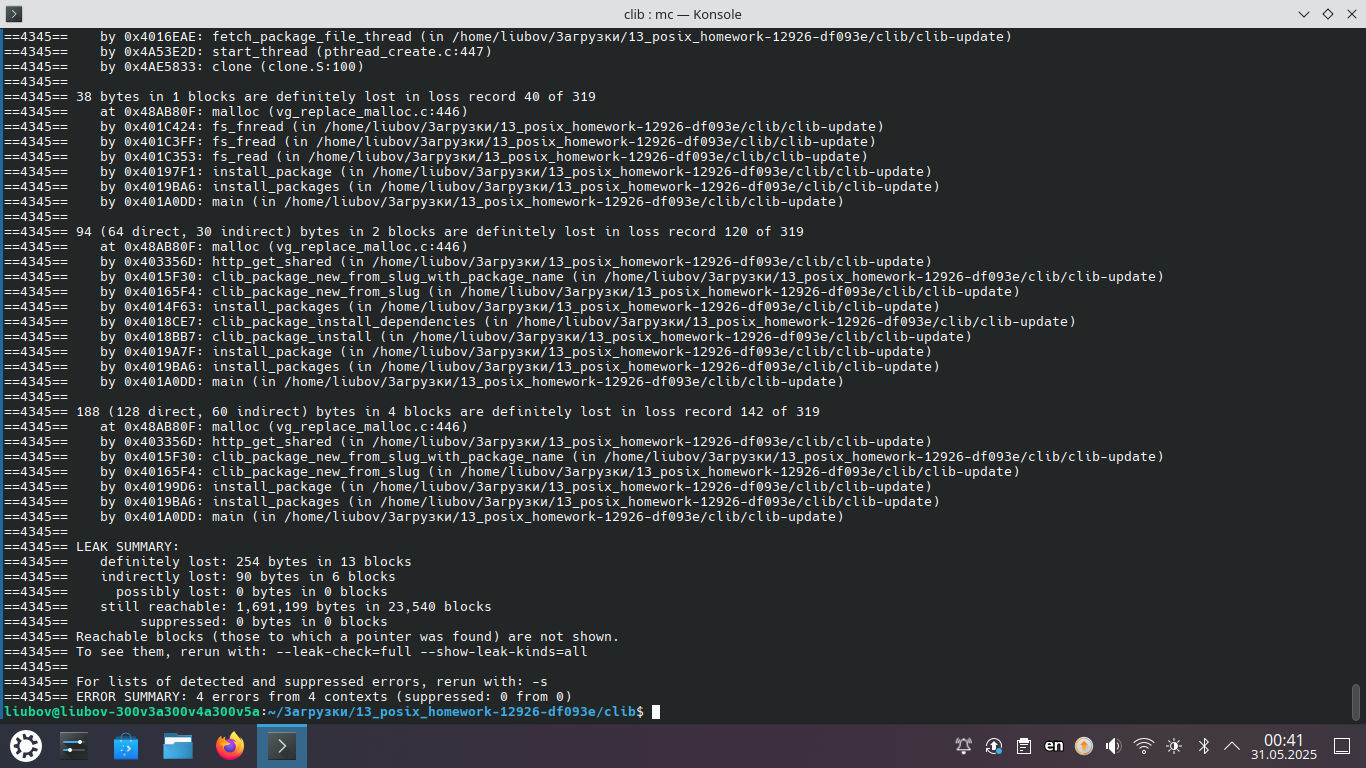 clib : mc — Konsole
==4345==    by 0x4016EAE: fetch_package_file_thread (in /home/liubov/Загрузки/13_posix_homework-12926-df093e/clib/clib-update)
==4345==    by 0x4A53E2D: start_thread (pthread_create.c:447)
==4345==    by 0x4AE5833: clone (clone.S:100)
==4345==
==4345== 38 bytes in 1 blocks are definitely lost in loss record 40 of 319
==4345==    at 0x48AB80F: malloc (vg_replace_malloc.c:446)
==4345==    by 0x401C424: fs_fnread (in /home/liubov/Загрузки/13_posix_homework-12926-df093e/clib/clib-update)
==4345==    by 0x401C3FF: fs_fread (in /home/liubov/Загрузки/13_posix_homework-12926-df093e/clib/clib-update)
==4345==    by 0x401C353: fs_read (in /home/liubov/Загрузки/13_posix_homework-12926-df093e/clib/clib-update)
==4345==    by 0x40197F1: install_package (in /home/liubov/Загрузки/13_posix_homework-12926-df093e/clib/clib-update)
==4345==    by 0x4019BA6: install_packages (in /home/liubov/Загрузки/13_posix_homework-12926-df093e/clib/clib-update)
==4345==    by 0x401A0DD: main (in /home/liubov/Загрузки/13_posix_homework-12926-df093e/clib/clib-update)
==4345==
==4345== 94 (64 direct, 30 indirect) bytes in 2 blocks are definitely lost in loss record 120 of 319
==4345==    at 0x48AB80F: malloc (vg_replace_malloc.c:446)
==4345==    by 0x403356D: http_get_shared (in /home/liubov/Загрузки/13_posix_homework-12926-df093e/clib/clib-update)
==4345==    by 0x4015F30: clib_package_new_from_slug_with_package_name (in /home/liubov/Загрузки/13_posix_homework-12926-df093e/clib/clib-update)
==4345==    by 0x40165F4: clib_package_new_from_slug (in /home/liubov/Загрузки/13_posix_homework-12926-df093e/clib/clib-update)
==4345==    by 0x4014F63: install_packages (in /home/liubov/Загрузки/13_posix_homework-12926-df093e/clib/clib-update)
==4345==    by 0x4018CE7: clib_package_install_dependencies (in /home/liubov/Загрузки/13_posix_homework-12926-df093e/clib/clib-update)
==4345==    by 0x4018BB7: clib_package_install (in /home/liubov/Загрузки/13_posix_homework-12926-df093e/clib/clib-update)
==4345==    by 0x4019A7F: install_package (in /home/liubov/Загрузки/13_posix_homework-12926-df093e/clib/clib-update)
==4345==    by 0x4019BA6: install_packages (in /home/liubov/Загрузки/13_posix_homework-12926-df093e/clib/clib-update)
==4345==    by 0x401A0DD: main (in /home/liubov/Загрузки/13_posix_homework-12926-df093e/clib/clib-update)
==4345==
==4345== 188 (128 direct, 60 indirect) bytes in 4 blocks are definitely lost in loss record 142 of 319
==4345==    at 0x48AB80F: malloc (vg_replace_malloc.c:446)
==4345==    by 0x403356D: http_get_shared (in /home/liubov/Загрузки/13_posix_homework-12926-df093e/clib/clib-update)
==4345==    by 0x4015F30: clib_package_new_from_slug_with_package_name (in /home/liubov/Загрузки/13_posix_homework-12926-df093e/clib/clib-update)
==4345==    by 0x40165F4: clib_package_new_from_slug (in /home/liubov/Загрузки/13_posix_homework-12926-df093e/clib/clib-update)
==4345==    by 0x40199D6: install_package (in /home/liubov/Загрузки/13_posix_homework-12926-df093e/clib/clib-update)
==4345==    by 0x4019BA6: install_packages (in /home/liubov/Загрузки/13_posix_homework-12926-df093e/clib/clib-update)
==4345==    by 0x401A0DD: main (in /home/liubov/Загрузки/13_posix_homework-12926-df093e/clib/clib-update)
==4345==
==4345== LEAK SUMMARY:
==4345==    definitely lost: 254 bytes in 13 blocks
==4345==    indirectly lost: 90 bytes in 6 blocks
==4345==      possibly lost: 0 bytes in 0 blocks
==4345==    still reachable: 1,691,199 bytes in 23,540 blocks
==4345==         suppressed: 0 bytes in 0 blocks
==4345== Reachable blocks (those to which a pointer was found) are not shown.
==4345== To see them, rerun with: --leak-check=full --show-leak-kinds=all
==4345==
==4345== For lists of detected and suppressed errors, rerun with: -s
==4345== ERROR SUMMARY: 4 errors from 4 contexts (suppressed: 0 from 0)
liubov@liubov-300v3a300v4a300v5a:~/Загрузки/13_posix_homework-12926-df093e/clib$
en
00:41
31.05.2025